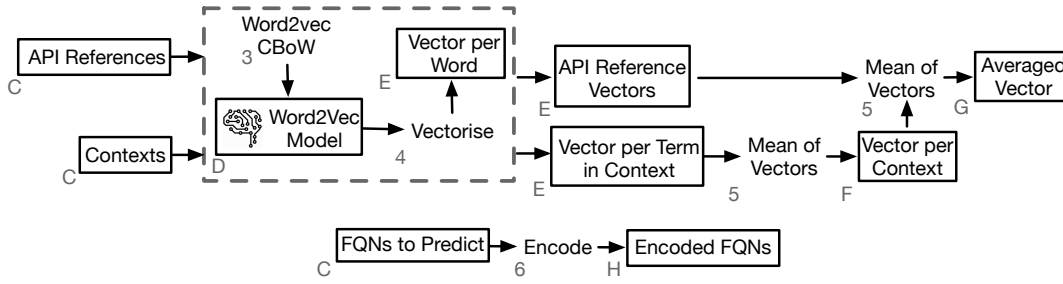 API References
C
Contexts
C
Word2vec
CBoW
3
Word2Vec
Model
D
Vectorise
4
Vector per
Word
E
API Reference
Vectors
E
Vector per Term
in Context
E
Mean of
Vectors
5
Vector per
Context
F
Mean of
Vectors
5
Averaged
Vector
G
FQNs to Predict
C
Encode
6
Encoded FQNs
H